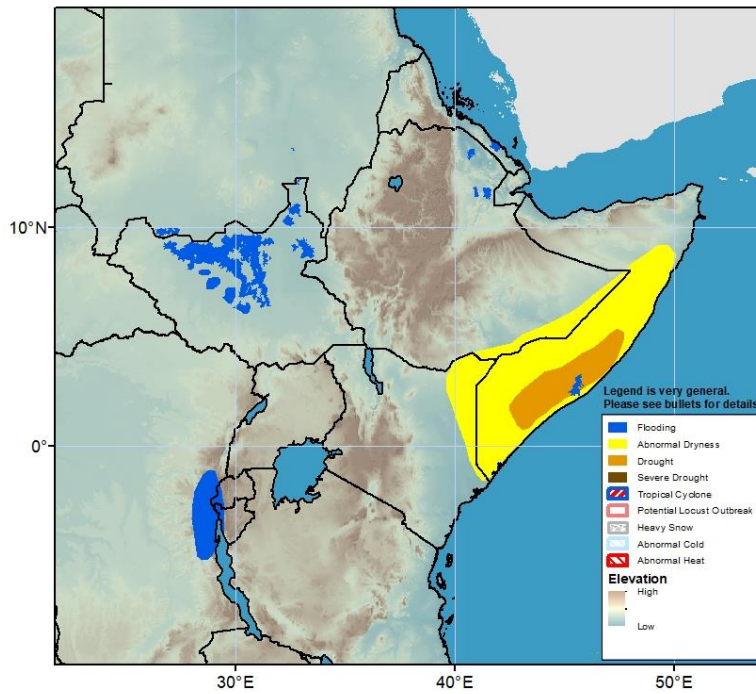 10°N
0°
30°E
40°E
50°E
Legend is very general.
Please see bullets for details
Flooding
Abnormal Dryness
Drought
Severe Drought
Tropical Cyclone
Potential Locust Outbreak
Heavy Snow
Abnormal Cold
Abnormal Heat
Elevation
High
Low